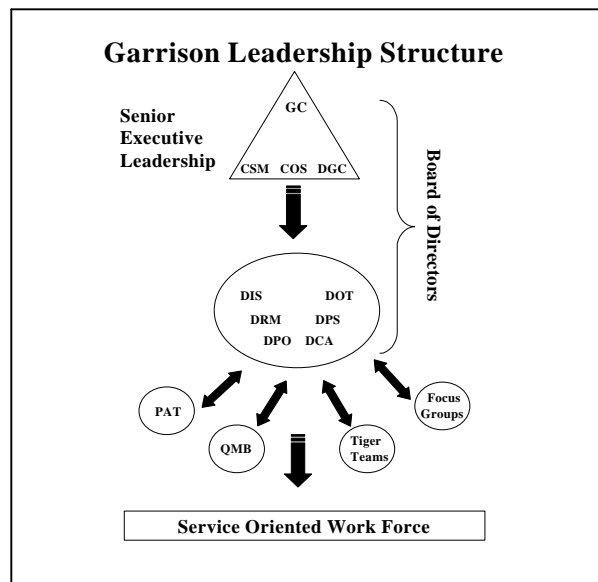 Garrison Leadership Structure
GC
Senior
Executive
Leadership
CSM COS DGC
Board of Directors
DIS DOT
DRM DPS
DPO DCA
PAT
QMB
Tiger
Teams
Focus
Groups
Service Oriented Work Force